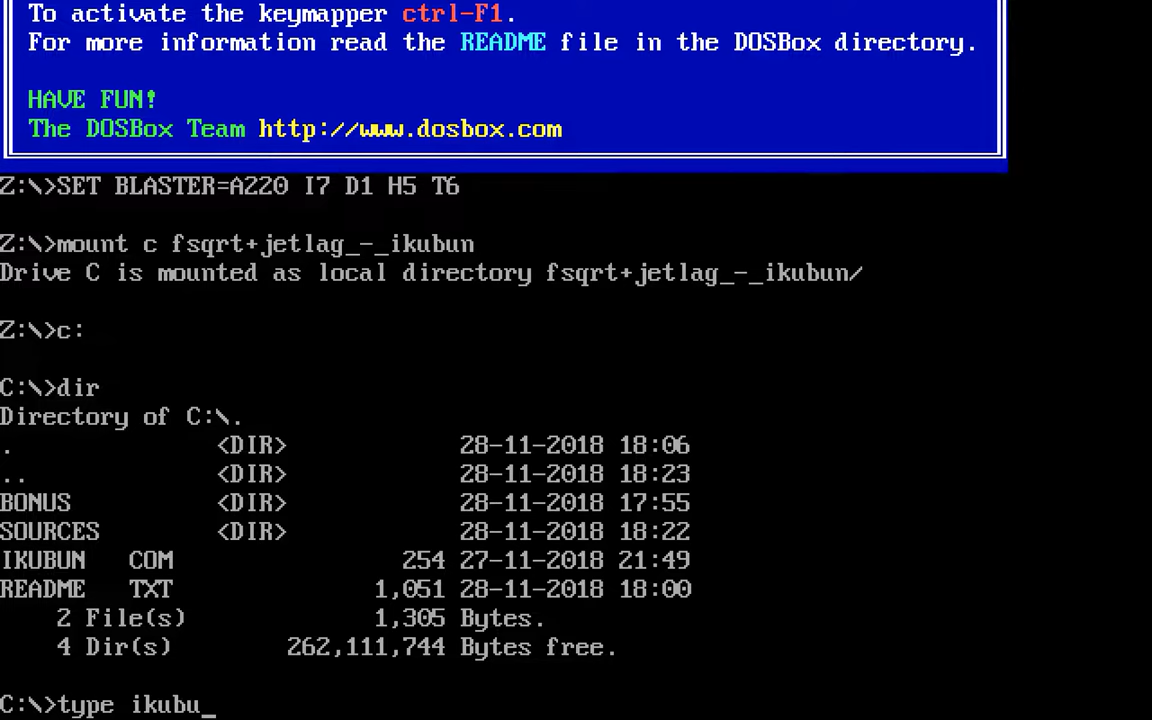 To activate the keymapper ctrl-F1.
For more information read the README file in the DOSBox directory.
HAVE FUN!
The DOSBox Team http://www.dosbox.com
Z:\>SET BLASTER=A220 I7 D1 H5 T6
Z:\>mount c fsqrt+jetlag_-_ikubun
Drive C is mounted as local directory fsqrt+jetlag_-_ikubun/
Z:\>c:
C:\>dir
Directory of C:\.
. <DIR> 28-11-2018 18:06
.. <DIR> 28-11-2018 18:23
BONUS <DIR> 28-11-2018 17:55
SOURCES <DIR> 28-11-2018 18:22
IKUBUN COM 254 27-11-2018 21:49
README TXT 1,051 28-11-2018 18:00
2 File(s) 1,305 Bytes.
4 Dir(s) 262,111,744 Bytes free.
C:\>type ikubu_